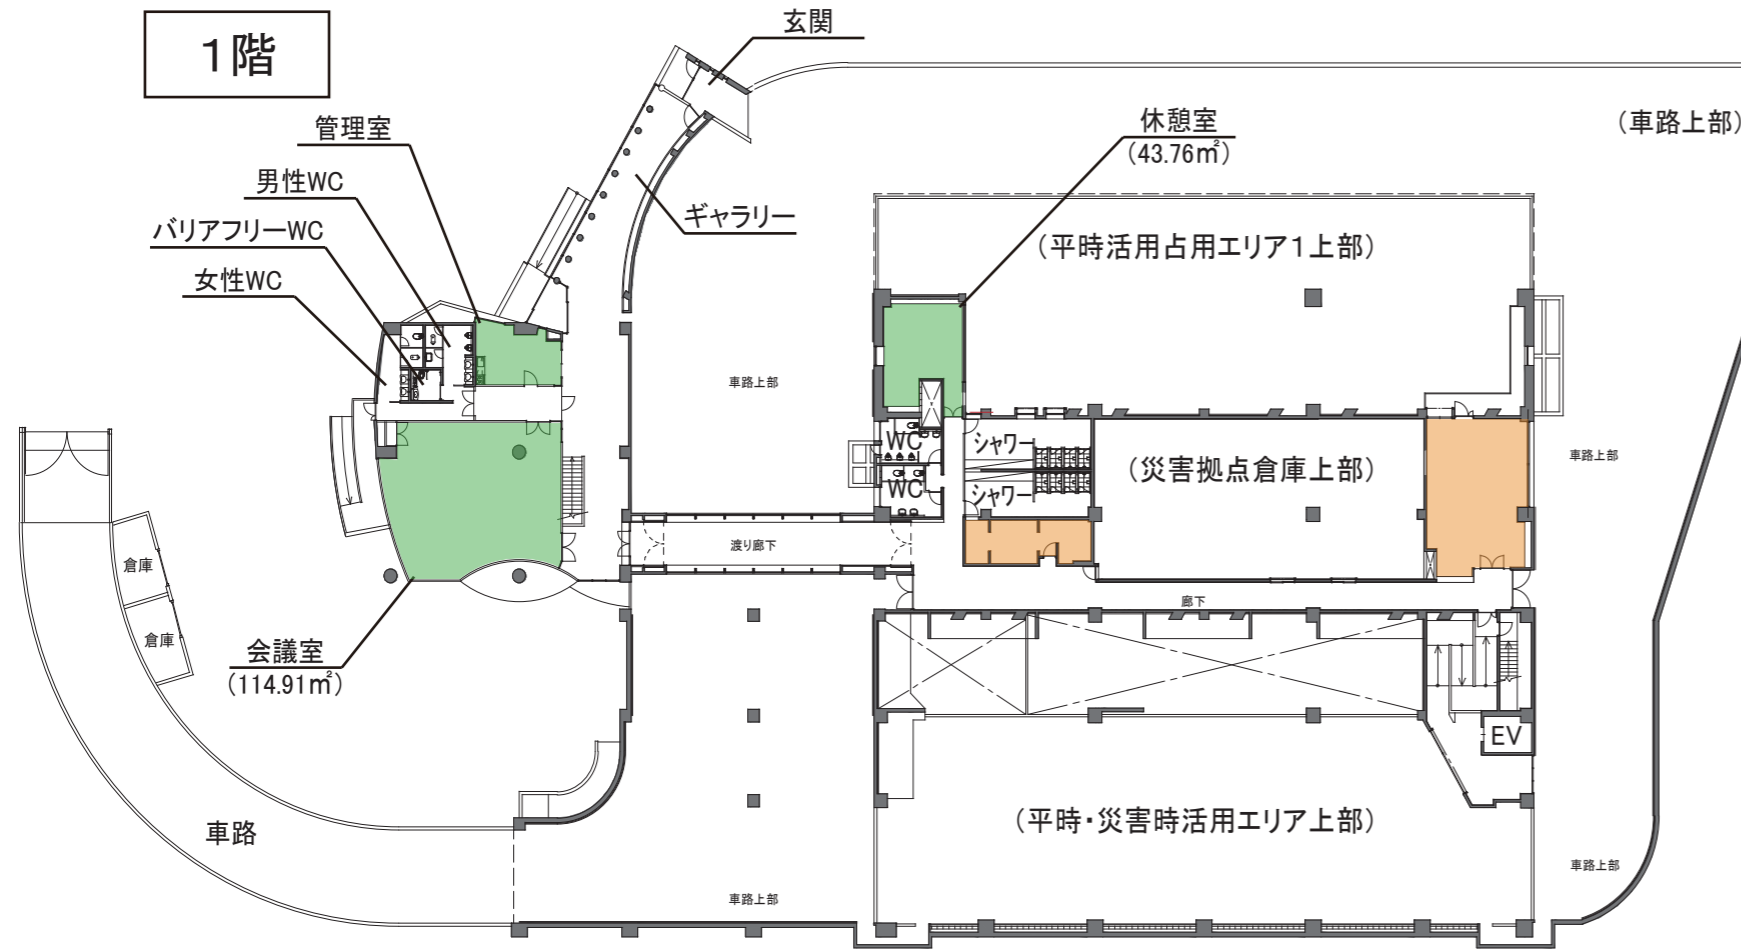 1階
玄関
管理室
男性WC
バリアフリーWC
女性WC
ギャラリー
休憩室
(43.76㎡)
(車路上部)
(平時活用占用エリア1上部)
車路上部
WC
シャワー
WC
シャワー
(災害拠点倉庫上部)
車路上部
渡り廊下
倉庫
倉庫
廊下
会議室
(114.91㎡)
EV
車路
(平時・災害時活用エリア上部)
車路上部
車路上部